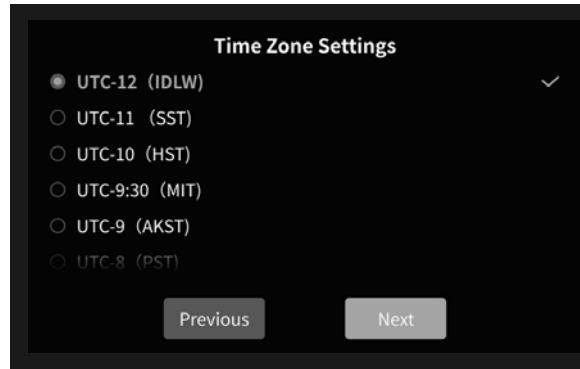 Time Zone Settings
UTC-12（IDLW）
UTC-11 （SST）
UTC-10（HST）
UTC-9:30（MIT）
UTC-9（AKST）
UTC-8（PST）
Previous
Next